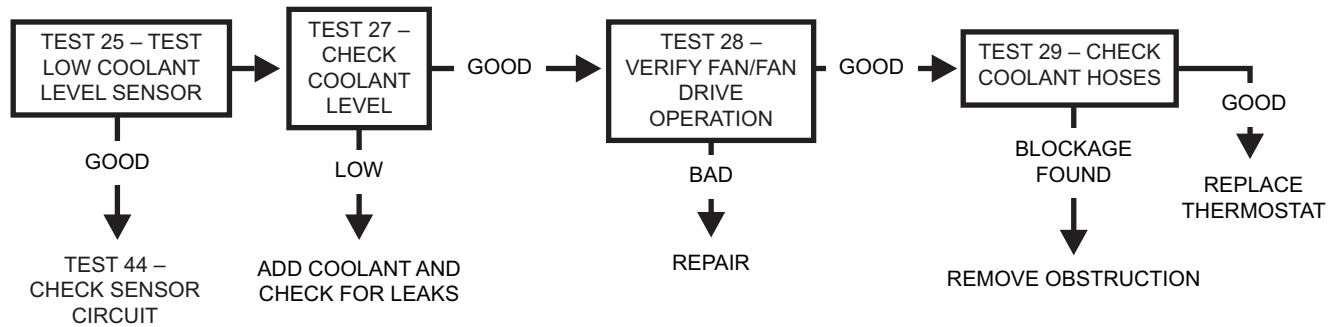 TEST 25 – TEST
LOW COOLANT
LEVEL SENSOR
GOOD
TEST 44 –
CHECK SENSOR
CIRCUIT
TEST 27 –
CHECK
COOLANT
LEVEL
GOOD
LOW
ADD COOLANT AND
CHECK FOR LEAKS
TEST 28 –
VERIFY FAN/FAN
DRIVE
OPERATION
GOOD
BAD
REPAIR
TEST 29 – CHECK
COOLANT HOSES
BLOCKAGE
FOUND
REMOVE OBSTRUCTION
GOOD
REPLACE
THERMOSTAT